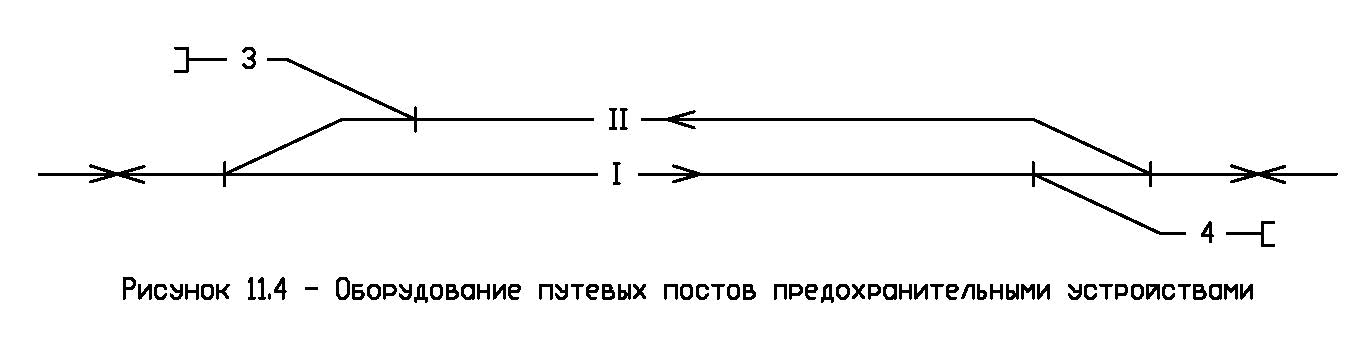 3
II
I
4
Рисунок 11.4 – Оборудование путевых постов предохранительными устройствами